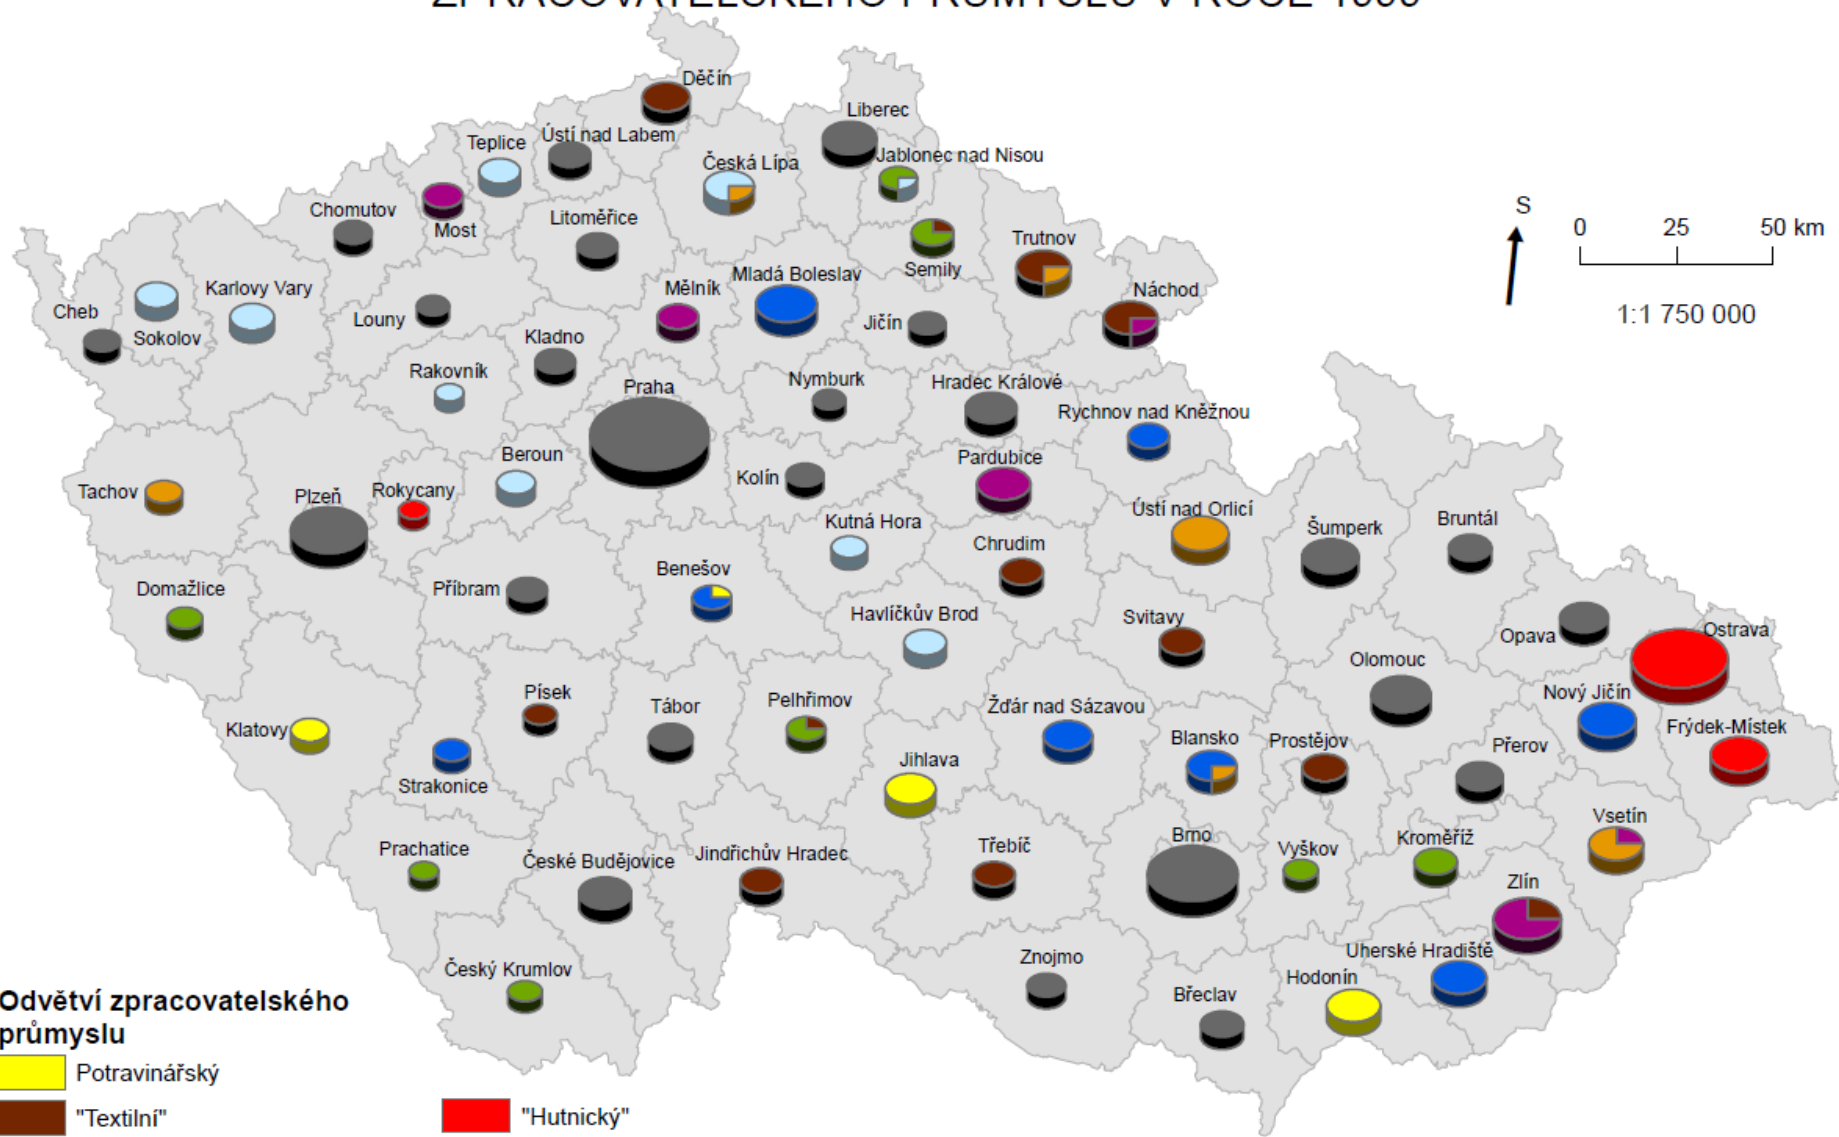 ZPRACOVATELSKÉHO PRŮMYSLU V ROCE
Děčín
Liberec
Ústí nad Labem
Teplice
Jablonec nad Nisou
Česká Lípa
Chomutov
Litoměřice
S
0 25 50 km
Most
Trutnov
Semily
Mladá Boleslav
Karlovy Vary
Mělník
Náchod
Cheb
1:1 750 000
Louny
Jičín
Sokolov
Kladno
Rakovník
Nymburk
Hradec Králové
Praha
Rychnov nad Kněžnou
Beroun
Pardubice
Kolín
Tachov
Rokycany
Plzeň
Ústí nad Orlicí
Bruntál
Kutná Hora
Šumperk
Chrudim
Benešov
Domažlice
Příbram
Havlíčkův Brod
Svitavy
Ostrava
Opava
Olomouc
Písek
Nový Jičín
Pelhřimov
Tábor
Žďár nad Sázavou
Frýdek-Místek
Klatovy
Blansko
Prostějov
Přerov
Jihlava
Strakonice
Vsetín
Brno
Kroměříž
Třebíč
Prachatice
Vyškov
Jindřichův Hradec
České Budějovice
Zlín
Uherské Hradiště
Znojmo
Český Krumlov
Hodonín
Břeclav
Odvětví zpracovatelského
průmyslu
Potravinářský
"Textilní"
"Hutnický"